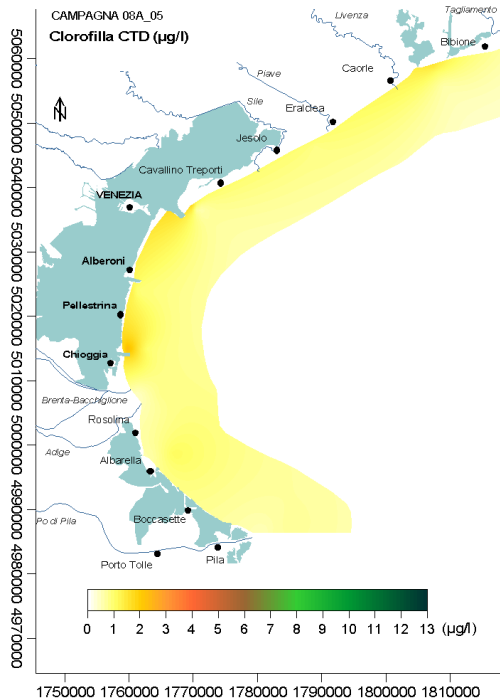 CAMPAGNA 08A_05
Clorofilla CTD (µg/l)
Tagliamento
Livenza
Bibione
Caorle
Piave
Sile
Eraclea
Jesolo
Cavallino Treporti
VENEZIA
N
Alberoni
Pellestrina
Chioggia
Brenta-Bacchiglione
Rosolina
Adige
Albarella
Po di Pila
Boccasette
Porto Tolle
Pila
5060000
5050000
5040000
5030000
5020000
5010000
5000000
4990000
4980000
4970000
0 1 2 3 4 5 6 7 8 9 10 11 12 13 (µg/l)
1750000 1760000 1770000 1780000 1790000 1800000 1810000